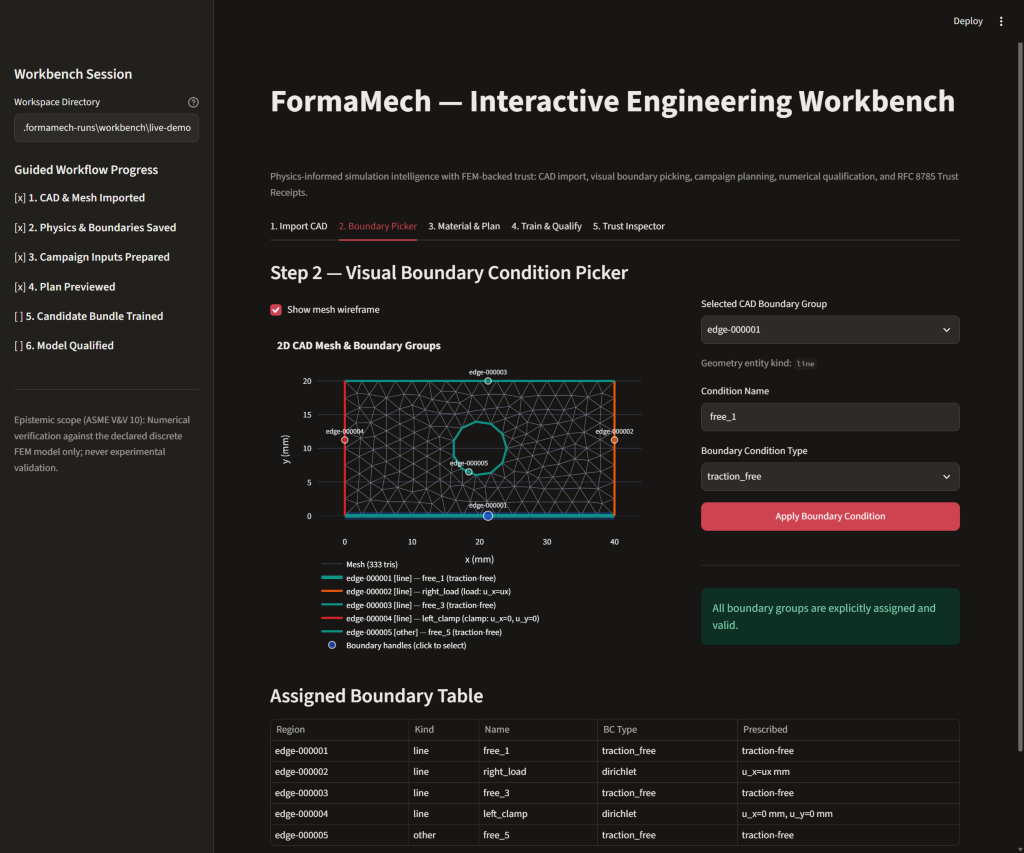 Deploy
Workbench Session
Workspace Directory
.formamech-runs\workbench\live-demo
Guided Workflow Progress
[x] 1. CAD & Mesh Imported
[x] 2. Physics & Boundaries Saved
[x] 3. Campaign Inputs Prepared
[x] 4. Plan Previewed
[ ] 5. Candidate Bundle Trained
[ ] 6. Model Qualified
Epistemic scope (ASME V&V 10): Numerical
verification against the declared discrete
FEM model only; never experimental
validation.
FormaMech — Interactive Engineering Workbench
Physics-informed simulation intelligence with FEM-backed trust: CAD import, visual boundary picking, campaign planning, numerical qualification, and RFC 8785 Trust
Receipts.
1. Import CAD 2. Boundary Picker 3. Material & Plan 4. Train & Qualify 5. Trust Inspector
Step 2 — Visual Boundary Condition Picker
Show mesh wireframe
2D CAD Mesh & Boundary Groups
edge-000003
20
15
edge-000004
edge-000002
10
edge-000005
5
edge-000001
0
y (mm)
0 10 20 30 40
x (mm)
Mesh (333 tris)
edge-000001 [line] — free_1 (traction-free)
edge-000002 [line] — right_load (load: u_x=ux)
edge-000003 [line] — free_3 (traction-free)
edge-000004 [line] — left_clamp (clamp: u_x=0, u_y=0)
edge-000005 [other] — free_5 (traction-free)
Boundary handles (click to select)
Selected CAD Boundary Group
edge-000001
Geometry entity kind: line
Condition Name
free_1
Boundary Condition Type
traction_free
Apply Boundary Condition
All boundary groups are explicitly assigned and
valid.
Assigned Boundary Table
Region Kind Name BC Type Prescribed
edge-000001 line free_1 traction_free traction-free
edge-000002 line right_load dirichlet u_x=ux mm
edge-000003 line free_3 traction_free traction-free
edge-000004 line left_clamp dirichlet u_x=0 mm, u_y=0 mm
edge-000005 other free_5 traction_free traction-free